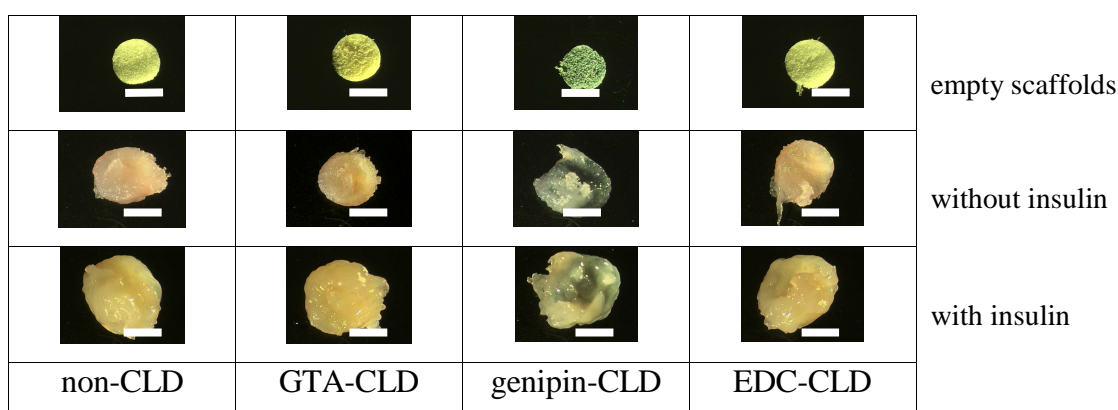 empty scaffolds
without insulin
with insulin
non-CLD GTA-CLD genipin-CLD EDC-CLD